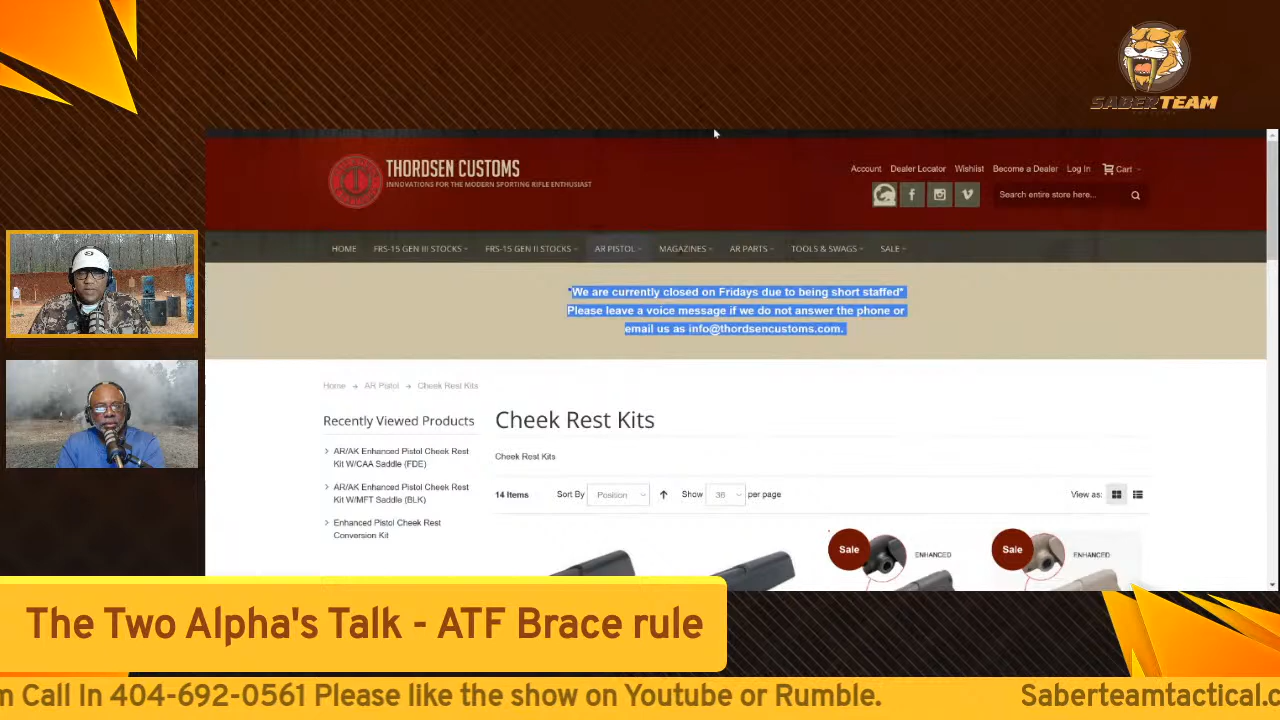 SABERTEAM
THORDSEN CUSTOMS
INNOVATIONS FOR THE MODERN SPORTING RIFLE ENTHUSIAST
Account Dealer Locator Wishlist Become a Dealer Log In Cart
Search entire store here...
HOME FRS-15 GEN III STOCKS FRS-15 GEN II STOCKS AR PISTOL MAGAZINES AR PARTS TOOLS & SWAGS SALE
*We are currently closed on Fridays due to being short staffed*
Please leave a voice message if we do not answer the phone or
email us as info@thordsencustoms.com.
Home → AR Pistol → Cheek Rest Kits
Recently Viewed Products
AR/AK Enhanced Pistol Cheek Rest
Kit W/CAA Saddle (FDE)
AR/AK Enhanced Pistol Cheek Rest
Kit W/MFT Saddle (BLK)
Enhanced Pistol Cheek Rest
Conversion Kit
Cheek Rest Kits
Cheek Rest Kits
14 Items Sort By Position Show 36 per page View as:
Sale ENHANCED Sale ENHANCED
The Two Alpha's Talk - ATF Brace rule
m Call In 404-692-0561 Please like the show on Youtube or Rumble. Saberteamtactical.c